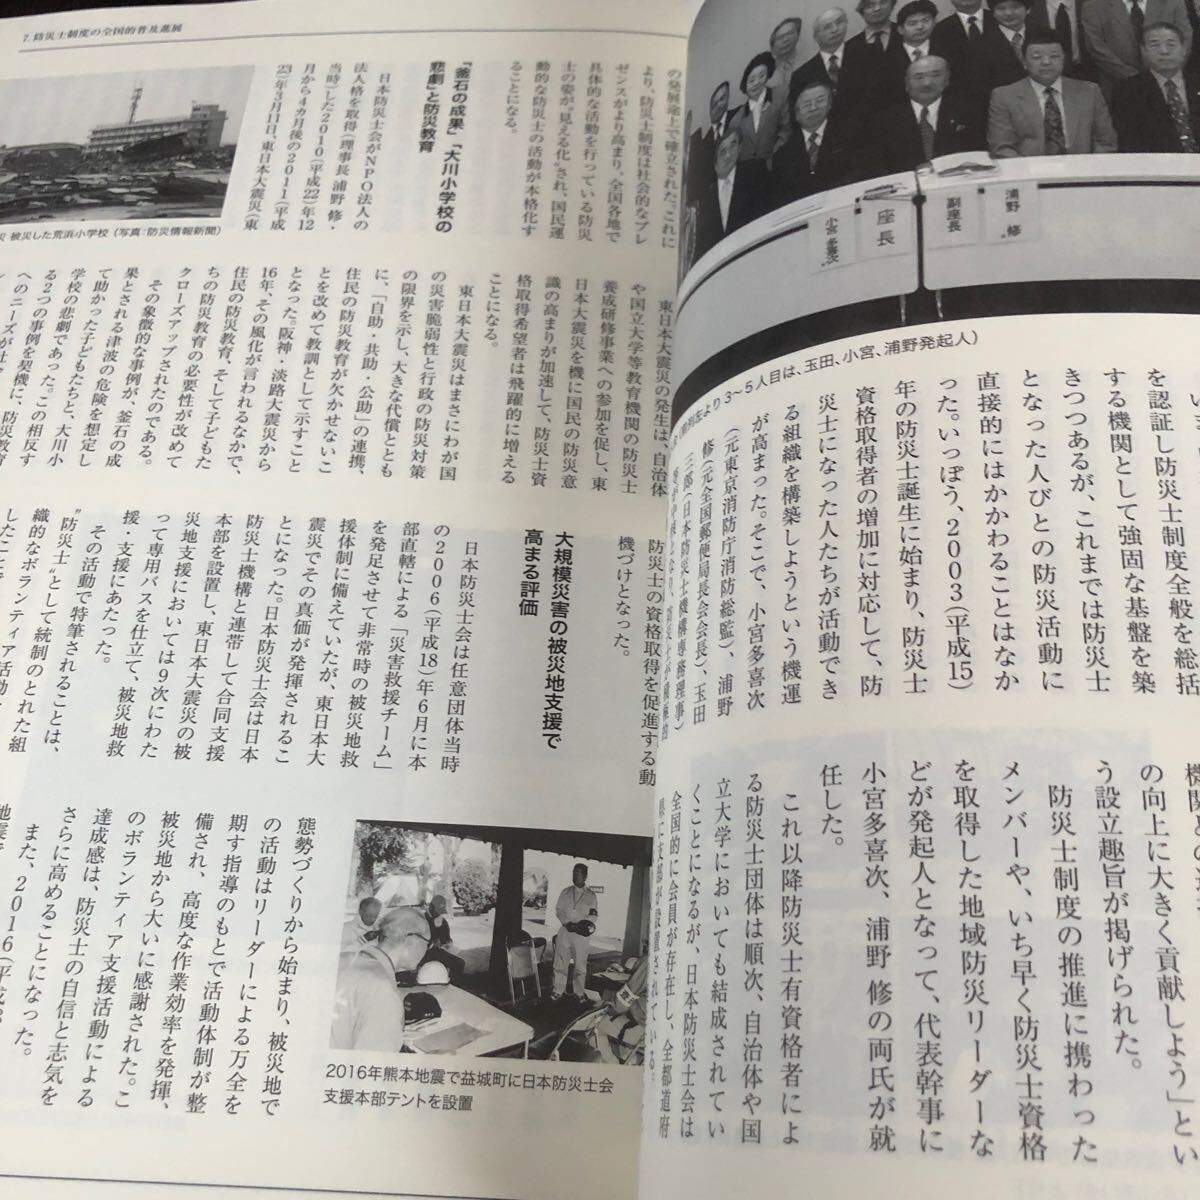 浦野 修
副座長
座長
小宮多喜次
(前列左より3〜5人目は、玉田、小宮、浦野発起人)
を認証し防災士制度全般を総括
する機関として強固な基盤を築
きつつあるが、これまでは防災士
となった人びとの防災活動に
直接的にはかかわることはなか
った。いっぽう、2003(平成15)
年の防災士誕生に始まり、防災士
資格取得者の増加に対応して、防
災士になった人たちが活動でき
る組織を構築しようという機運
が高まった。そこで、小宮多喜次
(元東京消防庁消防総監)、浦野
修(元全国郵便局長会会長)、玉田
三郎(日本防災士機構専務理事)
機関との
の向上に大きく貢献しよう」とい
う設立趣旨が掲げられた。
防災士制度の推進に携わった
メンバーや、いち早く防災士資格
を取得した地域防災リーダーな
どが発起人となって、代表幹事に
小宮多喜次、浦野 修の両氏が就
任した。
これ以降防災士有資格者によ
る防災士団体は順次、自治体や国
立大学においても結成されてい
くことになるが、日本防災士会は
全国的に会員が存在し、全都道府
県に支部が設置されている。
7. 防災士制度の全国的普及進展
の発展途上で確立された。これに
より、防災士制度は社会的なプレ
ゼンスがより高まり、全国各地で
具体的な活動を行っている防災
士の姿が“見える化”され、国民運
動的な防災士の活動が本格化す
ることになる。
「釜石の成果」「大川小学校の
悲劇」と防災教育
日本防災士会がNPO法人の
法人格を取得(理事長 浦野 修・
当時)した2010(平成22)年12
月から4カ月後の2011(平成
23)年3月11日、東日本大震災(東
災 被災した荒浜小学校(写真:防災情報新聞)
東日本大震災の発生は、自治体
や国立大学等教育機関の防災士
養成研修事業への参加を促し、東
日本大震災を機に国民の防災意
識の高まりが加速して、防災士資
格取得希望者は飛躍的に増える
ことになる。
東日本大震災はまさにわが国
の災害脆弱性と行政の防災対策
の限界を示し、大きな代償ととも
に、「自助・共助・公助」の連携、
住民の防災教育が欠かせないこ
とを改めて教訓として示すこと
となった。阪神・淡路大震災から
16年、その風化が言われるなかで、
住民の防災教育、そして子どもた
ちの防災教育の必要性が改めて
クローズアップされたのである。
その象徴的な事例が、釜石の成
果とされる津波の危険を想定し
て助かった子どもたちと、大川小
学校の悲劇であった。この相反す
る2つの事例を契機に、防災教育
へのニーズが
防災士の資格取得を促進する動
機づけとなった。
大規模災害の被災地支援で
高まる評価
日本防災士会は任意団体当時
の2006(平成18)年6月に本
部直轄による「災害救援チーム」
を発足させて非常時の被災地救
援体制に備えていたが、東日本大
震災でその真価が発揮されるこ
とになった。日本防災士会は日本
防災士機構と連帯して合同支援
本部を設置し、東日本大震災の被
災地支援においては9次にわた
って専用バスを仕立て、被災地救
援・支援にあたった。
その活動で特筆されることは、
“防災士”として統制のとれた組
織的なボランティア活動
したことで
態勢づくりから始まり、被災地で
の活動はリーダーによる万全を
期す指導のもとで活動体制が整
備され、高度な作業効率を発揮、
被災地から大いに感謝された。こ
のボランティア支援活動による
達成感は、防災士の自信と志気を
さらに高めることになった。
また、2016(平成28
地震
2016年熊本地震で益城町に日本防災士会
支援本部テントを設置